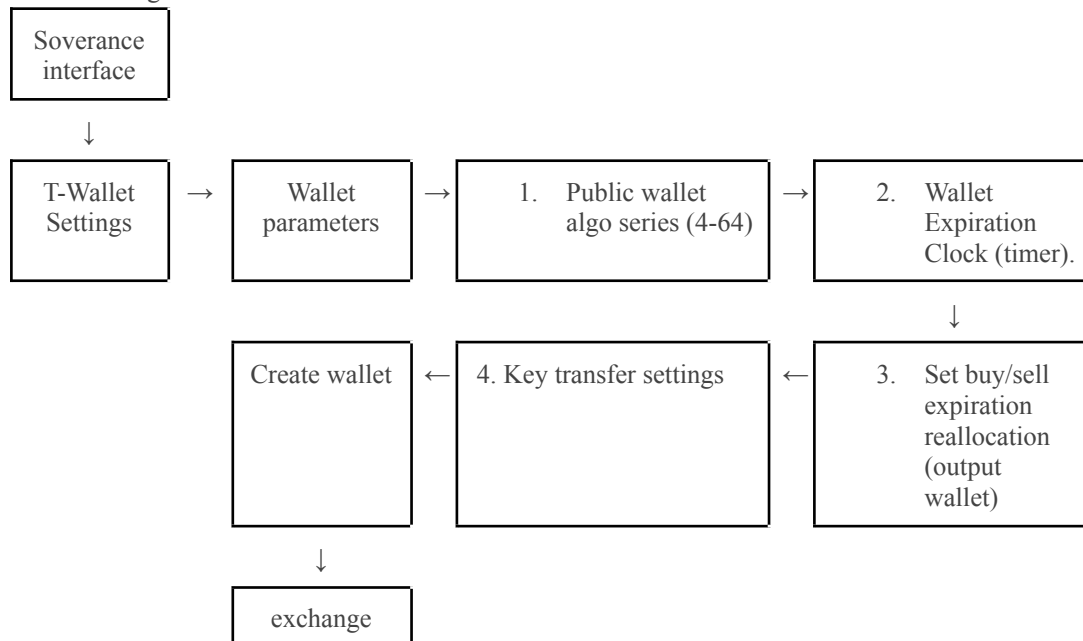 Soverance
interface
↓
T-Wallet
Settings
→
Wallet
parameters
→
1. Public wallet
algo series (4-64)
→
2. Wallet
Expiration
Clock (timer).
↓
3. Set buy/sell
expiration
reallocation
(output
wallet)
←
4. Key transfer settings
←
Create wallet
↓
exchange